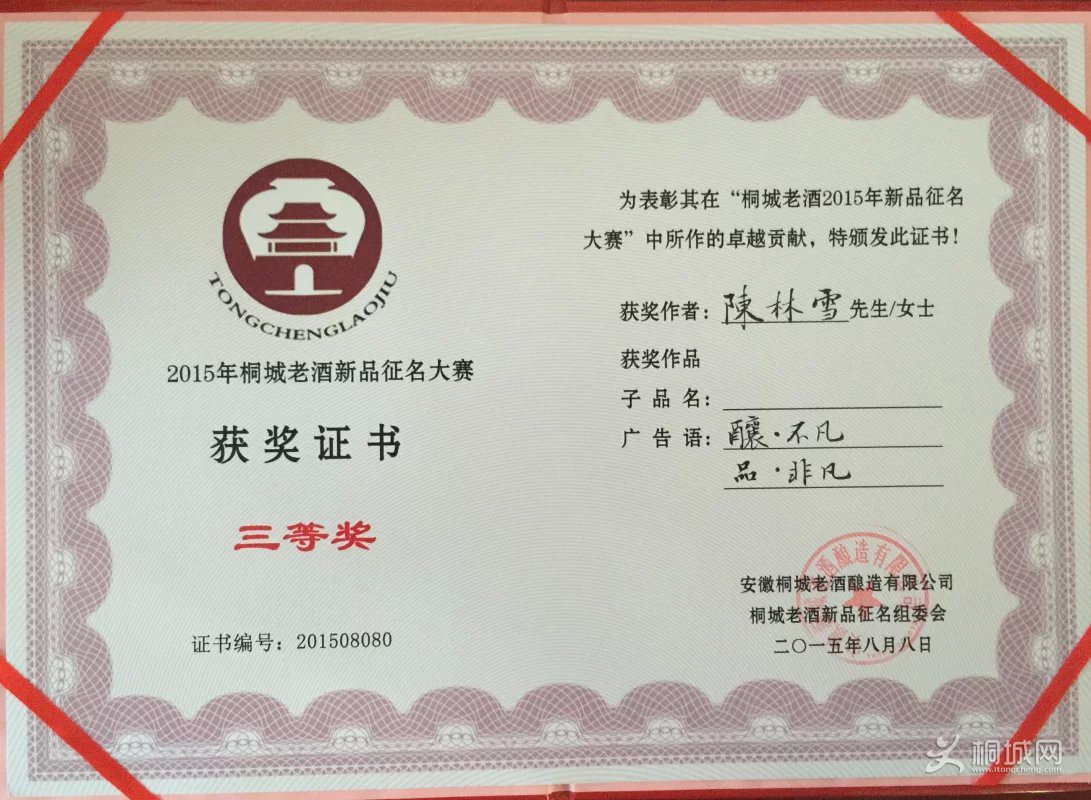 TONGCHENGLAOJIU
2015年桐城老酒新品征名大赛
获奖证书
三等奖
证书编号：201508080
为表彰其在“桐城老酒2015年新品征名
大赛”中所作的卓越贡献，特颁发此证书！
获奖作者：陳林雪先生/女士
获奖作品
子品名：
广告语：釀·不凡
品·非凡
安徽桐城老酒酿造有限公司
桐城老酒新品征名组委会
二〇一五年八月八日
桐城网
www.itongcheng.com